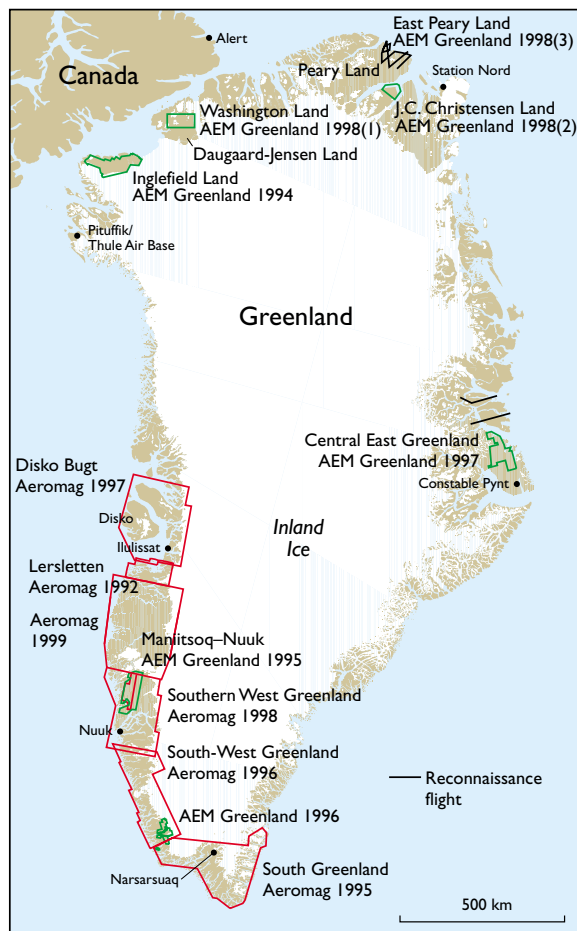 East Peary Land
AEM Greenland 1998(3)
Alert
Canada
Peary Land
Station Nord
Washington Land
AEM Greenland 1998(1)
J.C. Christensen Land
AEM Greenland 1998(2)
Daugaard-Jensen Land
Inglefield Land
AEM Greenland 1994
Pituffik/
Thule Air Base
Greenland
Central East Greenland
AEM Greenland 1997
Constable Pynt
Disko Bugt
Aeromag 1997
Disko
Ilulissat
Inland
Ice
Lersletten
Aeromag 1992
Aeromag
1999
Maniitsoq–Nuuk
AEM Greenland 1995
Southern West Greenland
Aeromag 1998
Nuuk
South-West Greenland
Aeromag 1996
Reconnaissance
flight
AEM Greenland 1996
Narsarsuaq
South Greenland
Aeromag 1995
500 km